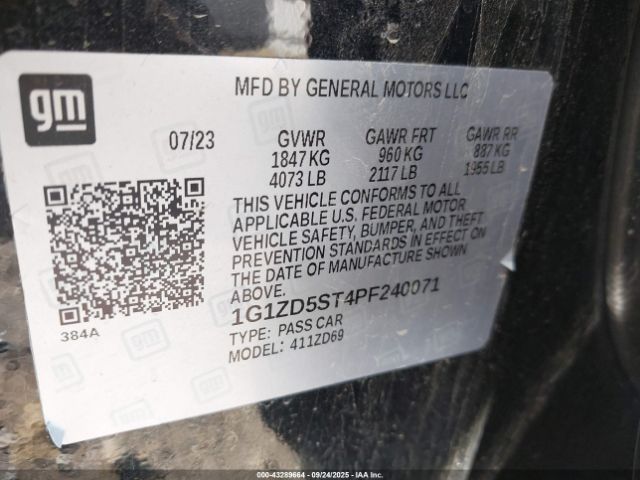 gm
MFD BY GENERAL MOTORS LLC
07/23 GVWR GAWR FRT GAWR RR
1847 KG 960 KG 887 KG
4073 LB 2117 LB 1955 LB
THIS VEHICLE CONFORMS TO ALL
APPLICABLE U.S. FEDERAL MOTOR
VEHICLE SAFETY, BUMPER, AND THEFT
PREVENTION STANDARDS IN EFFECT ON
THE DATE OF MANUFACTURE SHOWN
ABOVE.
384A
1G1ZD5ST4PF240071
TYPE: PASS CAR
MODEL: 411ZD69
000-43289664 - 09/24/2025 - IAA Inc.